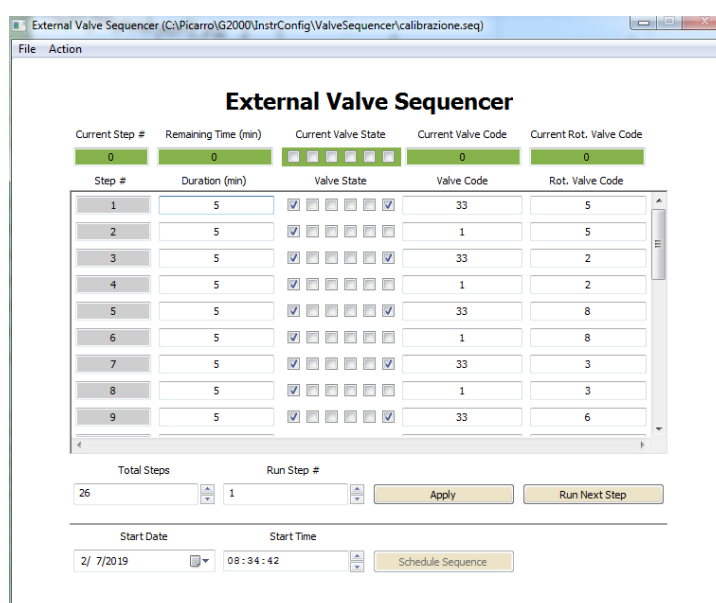 External Valve Sequencer (C:\Picarro\G2000\InstrConfig\ValveSequencer\calibrazione.seq)
File Action
External Valve Sequencer
Current Step # Remaining Time (min) Current Valve State Current Valve Code Current Rot. Valve Code
0 0 0 0
Step # Duration (min) Valve State Valve Code Rot. Valve Code
1 5 33 5
2 5 1 5
3 5 33 2
4 5 1 2
5 5 33 8
6 5 1 8
7 5 33 3
8 5 1 3
9 5 33 6
Total Steps Run Step #
26 1 Apply Run Next Step
Start Date Start Time
2/ 7/2019 08:34:42 Schedule Sequence